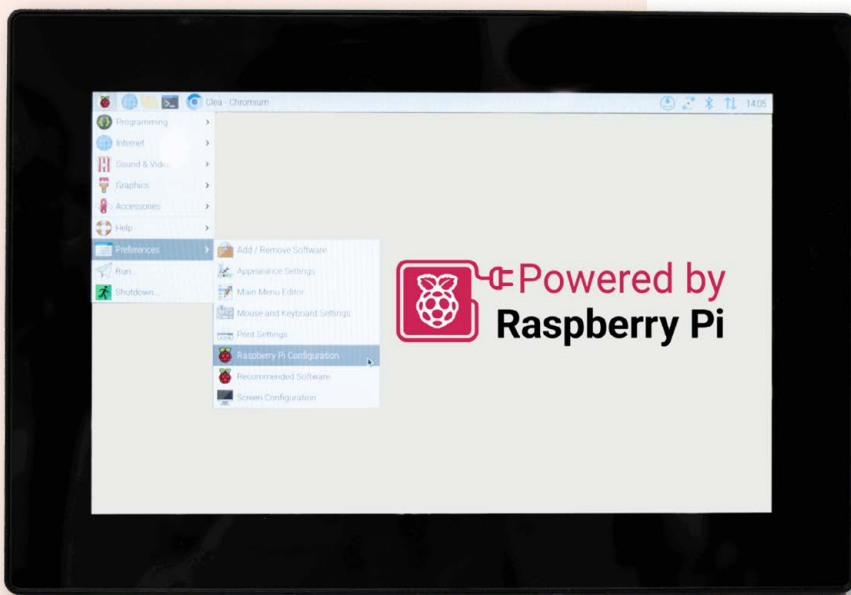 Clea - Chromium
14:05
Programming
Internet
Sound & Video
Graphics
Accessories
Help
Preferences
Run...
Shutdown...
Add / Remove Software
Appearance Settings
Main Menu Editor
Mouse and Keyboard Settings
Print Settings
Raspberry Pi Configuration
Recommended Software
Screen Configuration
Powered by
Raspberry Pi